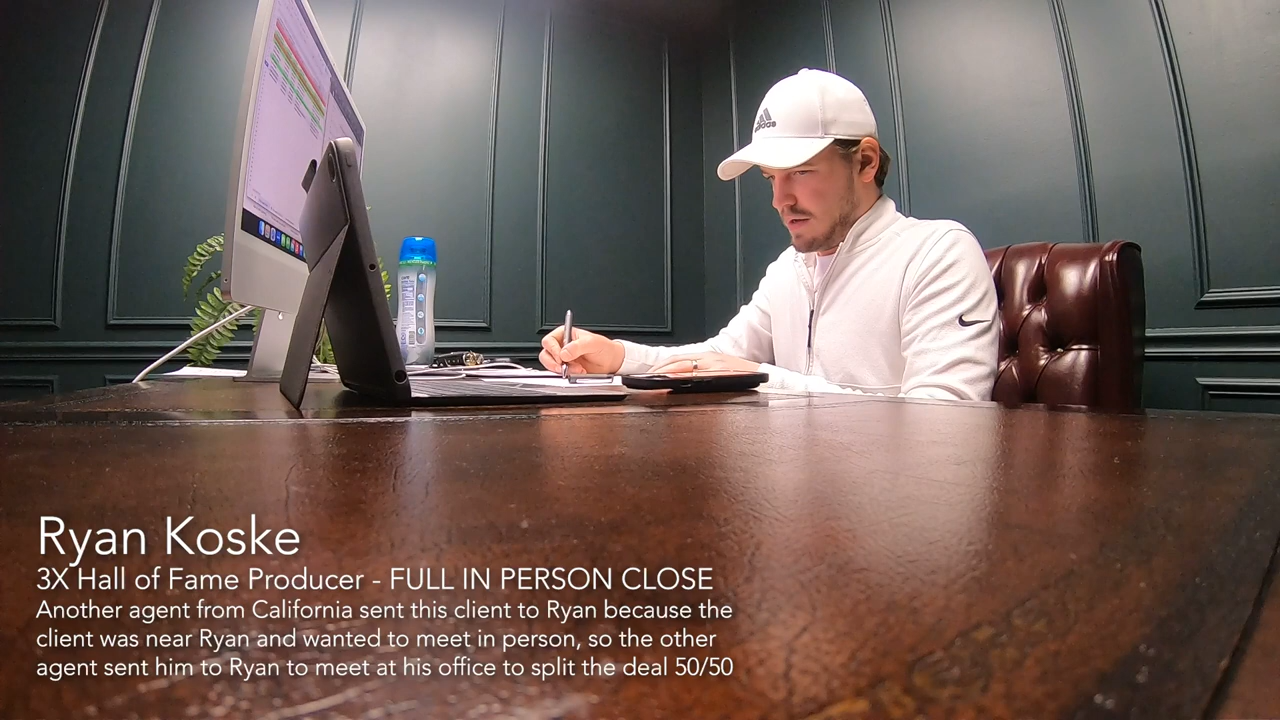 adidas
Ryan Koske
3X Hall of Fame Producer - FULL IN PERSON CLOSE
Another agent from California sent this client to Ryan because the
client was near Ryan and wanted to meet in person, so the other
agent sent him to Ryan to meet at his office to split the deal 50/50